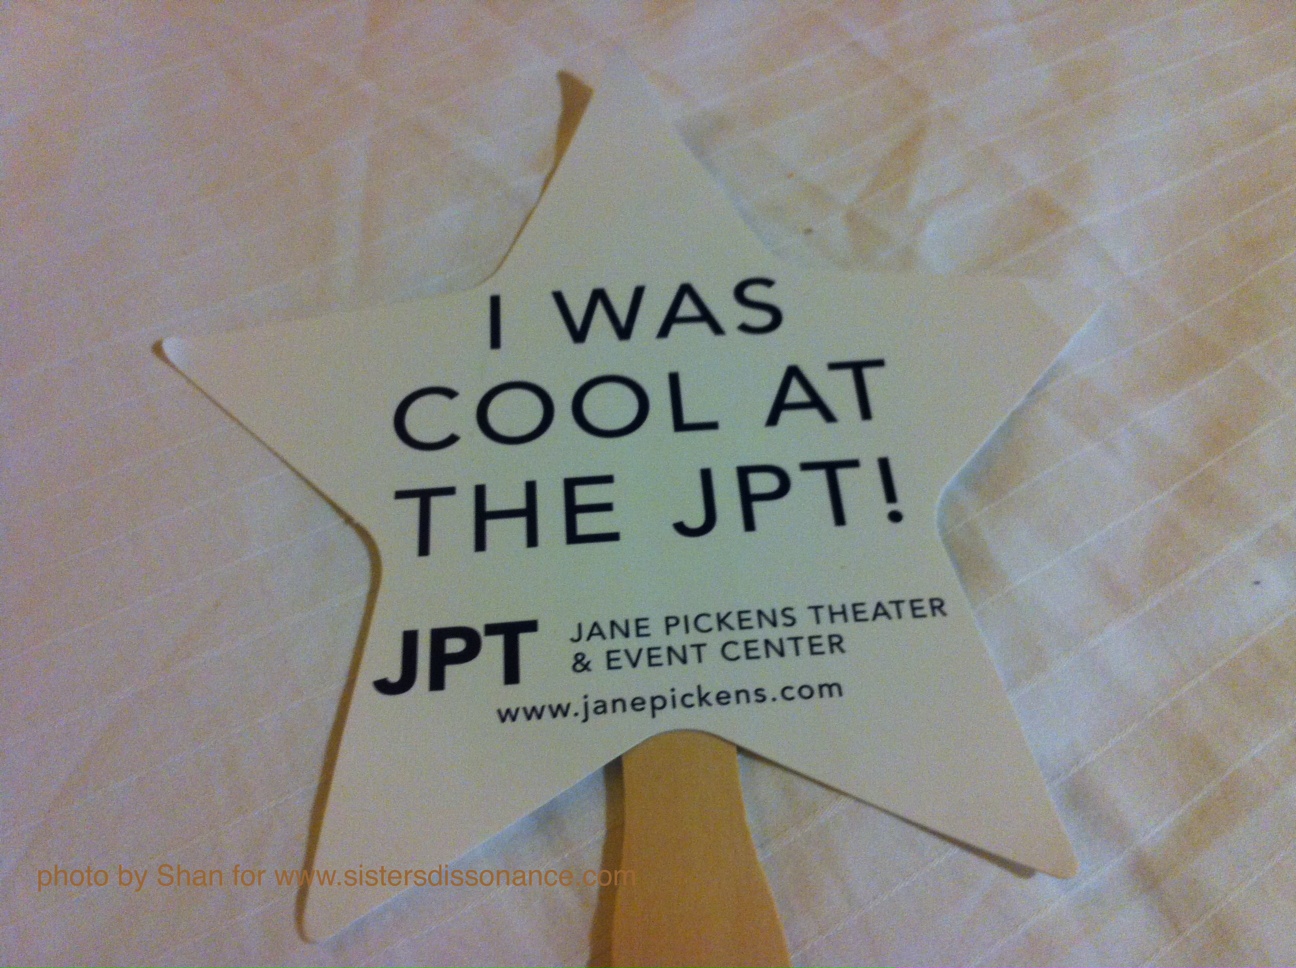 I WAS
COOL AT
THE JPT!
JPT
JANE PICKENS THEATER
& EVENT CENTER
www.janepickens.com
photo by Shan for www.sistersdissonance.com